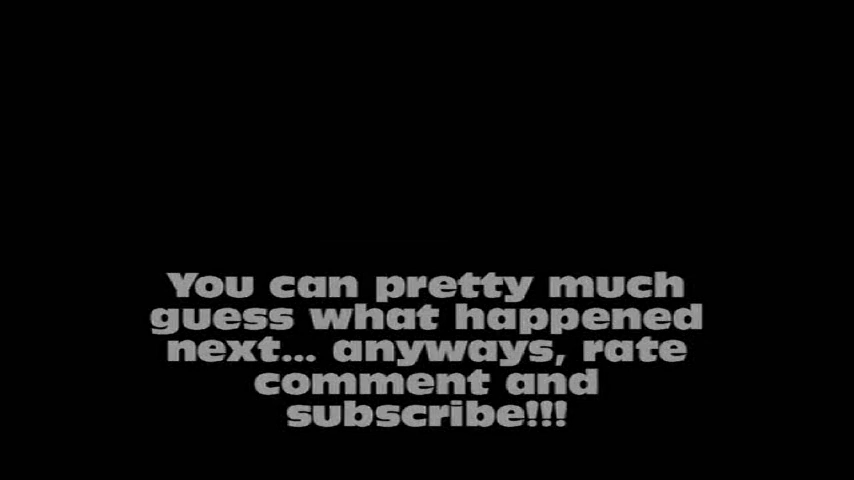 You can pretty much
guess what happened
next... anyways, rate
comment and
subscribe!!!